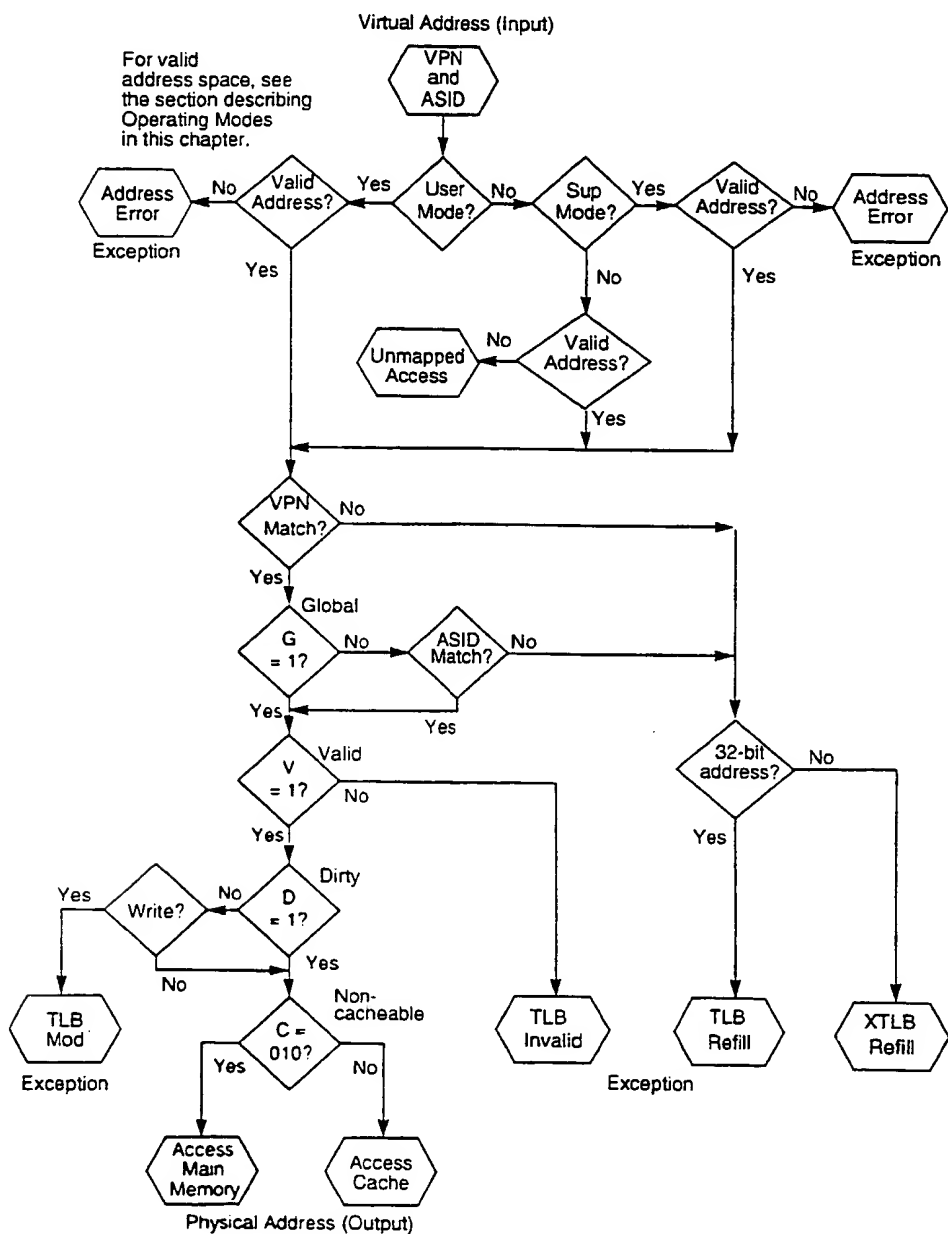 Virtual Address (Input)
For valid
address space, see
the section describing
Operating Modes
in this chapter.
VPN
and
ASID
Address
Error
Exception
No
Valid
Address?
Yes
User
Mode?
No
Sup
Mode?
Yes
Valid
Address?
No
Address
Error
Exception
Yes
No
Yes
Unmapped
Access
No
Valid
Address?
Yes
VPN
Match?
No
Yes
Global
G
= 1?
No
ASID
Match?
No
Yes
Yes
Valid
V
= 1?
No
32-bit
address?
No
Yes
Yes
Dirty
D
= 1?
No
Write?
Yes
No
Yes
TLB
Mod
Exception
Non-
cacheable
C =
010?
Yes
No
TLB
Invalid
TLB
Refill
XTLB
Refill
Exception
Access
Main
Memory
Access
Cache
Physical Address (Output)